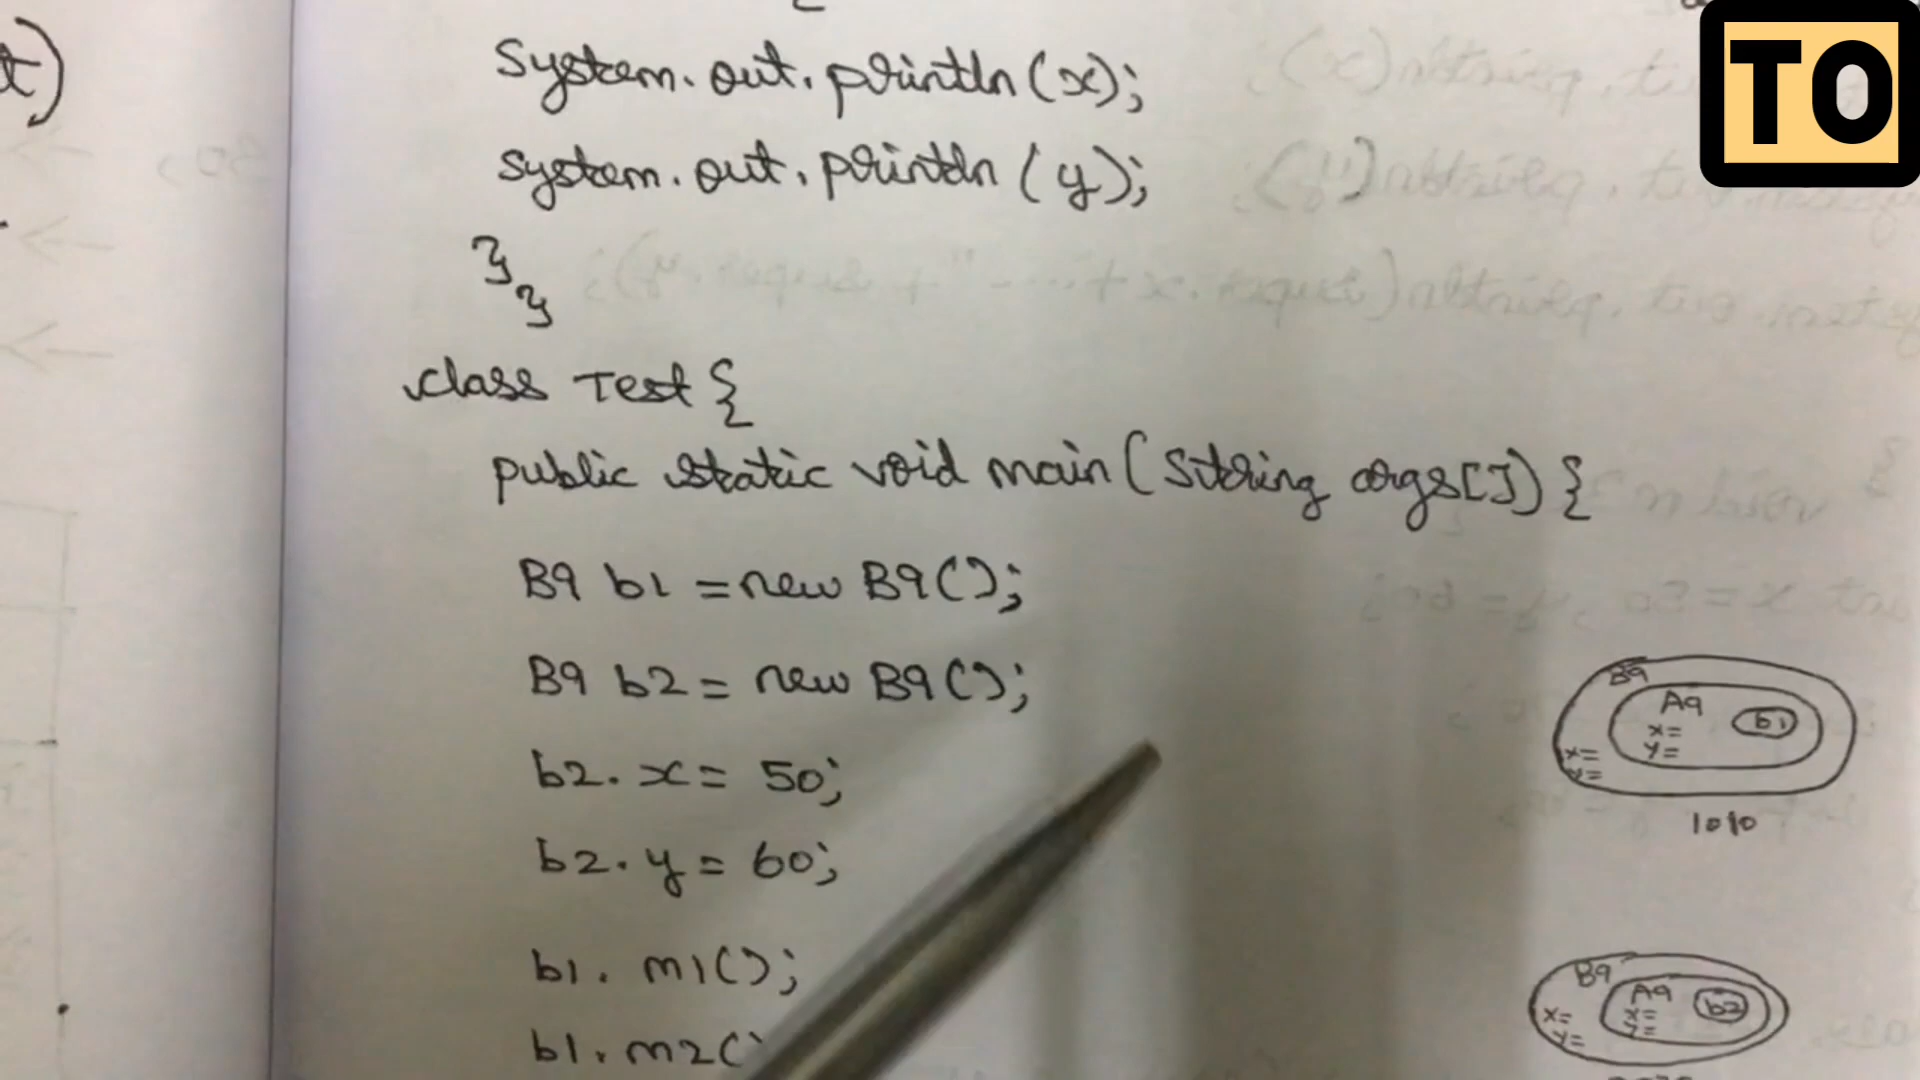 t)
TO
System.out.println(x);
System.out.println(y);
}
}
class Test{
public static void main(String args[]){
B9 b1 = new B9();
B9 b2 = new B9();
b2.x = 50;
b2.y = 60;
b1.m1();
b1.m2()
B9
A9
b1
x=
y=
x=
y=
1010
B9
A9
b2
x=
y=
x=
y=